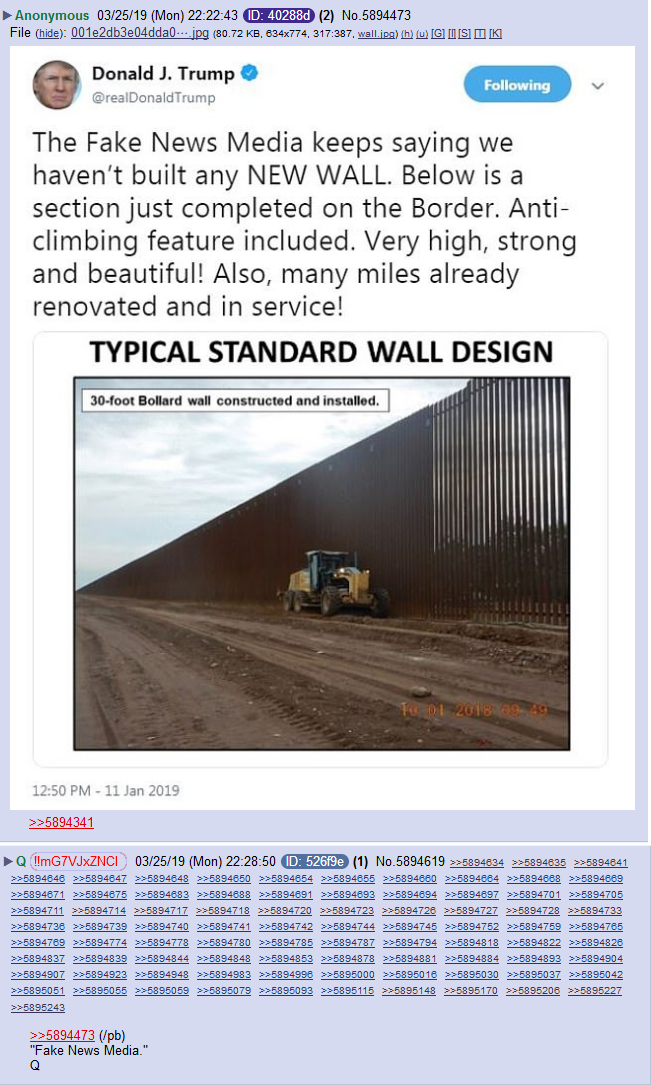 Anonymous 03/25/19 (Mon) 22:22:43 ID: 40288d (2) No.5894473
File (hide): 001e2db3e04dda0⋯.jpg (80.72 KB, 634x774, 317:387, wall.jpg) (h) (u) [G] [I] [S] [T] [K]
Donald J. Trump
@realDonaldTrump
Following
The Fake News Media keeps saying we
haven't built any NEW WALL. Below is a
section just completed on the Border. Anti-
climbing feature included. Very high, strong
and beautiful! Also, many miles already
renovated and in service!
TYPICAL STANDARD WALL DESIGN
30-foot Bollard wall constructed and installed.
10 01 2018 09 49
12:50 PM - 11 Jan 2019
>>5894341
Q !!mG7VJxZNCI 03/25/19 (Mon) 22:28:50 ID: 526f9e (1) No.5894619 >>5894634 >>5894635 >>5894641
>>5894646 >>5894647 >>5894648 >>5894650 >>5894654 >>5894655 >>5894660 >>5894664 >>5894668 >>5894669
>>5894671 >>5894675 >>5894683 >>5894688 >>5894691 >>5894693 >>5894694 >>5894697 >>5894701 >>5894705
>>5894711 >>5894714 >>5894717 >>5894718 >>5894720 >>5894723 >>5894726 >>5894727 >>5894728 >>5894733
>>5894736 >>5894739 >>5894740 >>5894741 >>5894742 >>5894744 >>5894745 >>5894752 >>5894759 >>5894765
>>5894769 >>5894774 >>5894778 >>5894780 >>5894785 >>5894787 >>5894794 >>5894818 >>5894822 >>5894826
>>5894837 >>5894839 >>5894844 >>5894848 >>5894853 >>5894878 >>5894881 >>5894884 >>5894893 >>5894904
>>5894907 >>5894923 >>5894948 >>5894983 >>5894996 >>5895000 >>5895016 >>5895030 >>5895037 >>5895042
>>5895051 >>5895055 >>5895059 >>5895079 >>5895093 >>5895115 >>5895148 >>5895170 >>5895206 >>5895227
>>5895243
>>5894473 (/pb)
"Fake News Media."
Q